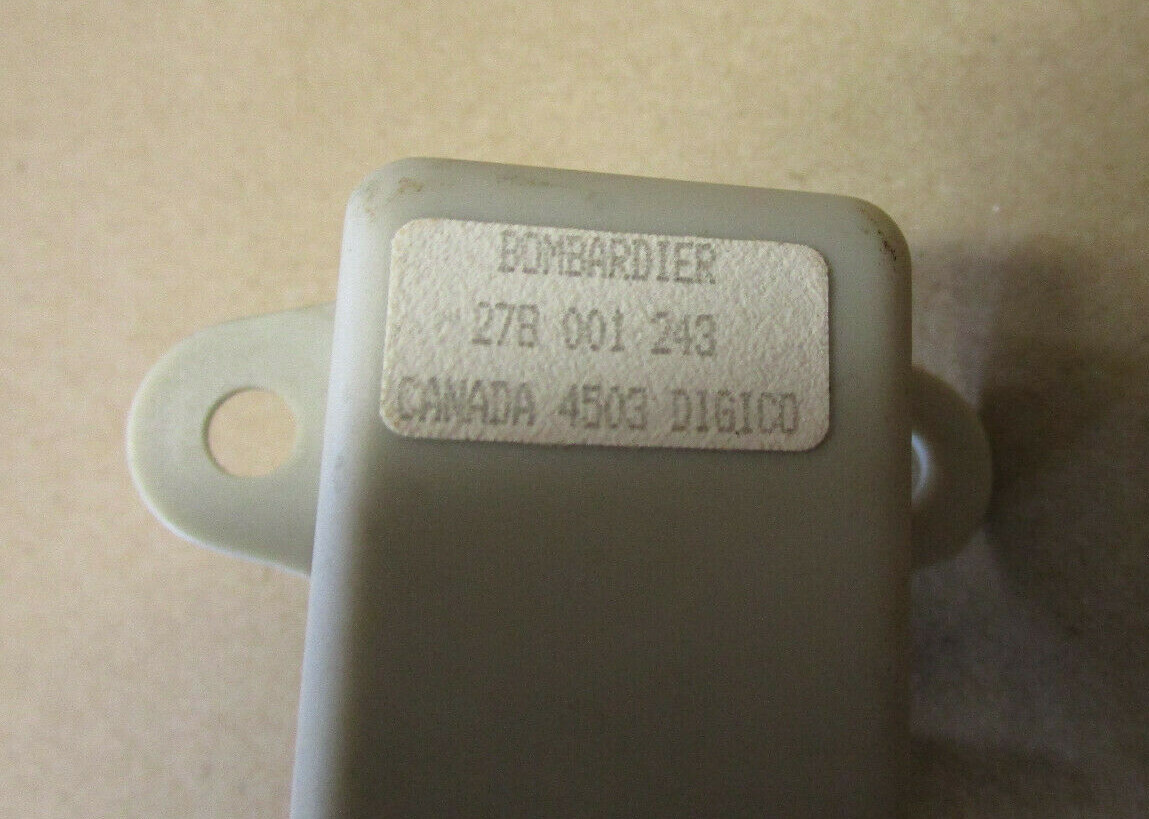 BOMBARDIER
278 001 243
CANADA 4503 DIGICO